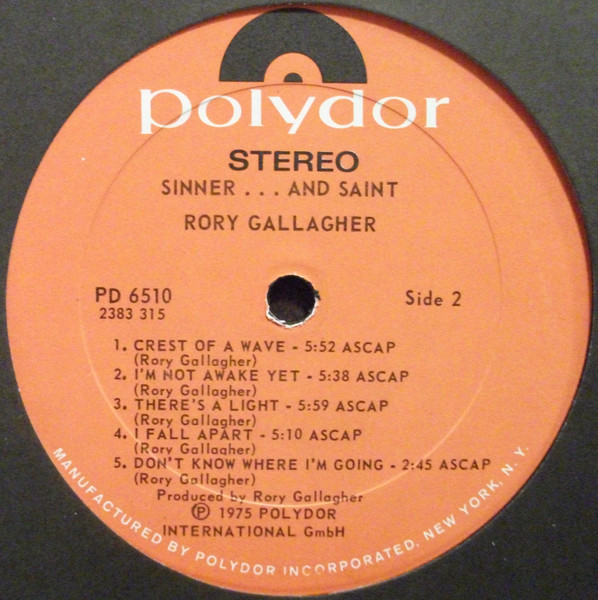 polydor
STEREO
SINNER . . . AND SAINT
RORY GALLAGHER
PD 6510
2383 315
Side 2
1. CREST OF A WAVE - 5:52 ASCAP
(Rory Gallagher)
2. I'M NOT AWAKE YET - 5:38 ASCAP
(Rory Gallagher)
3. THERE'S A LIGHT - 5:59 ASCAP
(Rory Gallagher)
4. I FALL APART - 5:10 ASCAP
(Rory Gallagher)
5. DON'T KNOW WHERE I'M GOING - 2:45 ASCAP
(Rory Gallagher)
Produced by Rory Gallagher
℗ 1975 POLYDOR
INTERNATIONAL GmbH
MANUFACTURED BY POLYDOR INCORPORATED, NEW YORK, N.Y.